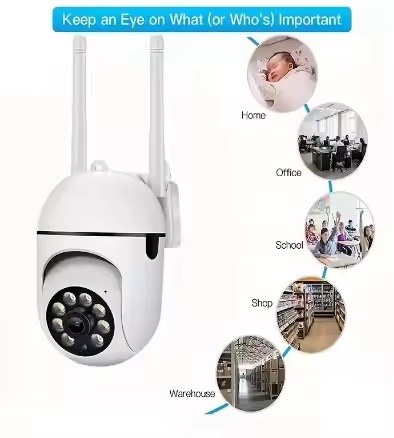 Keep an Eye on What (or Who's) Important
Home
Office
School
Shop
Warehouse